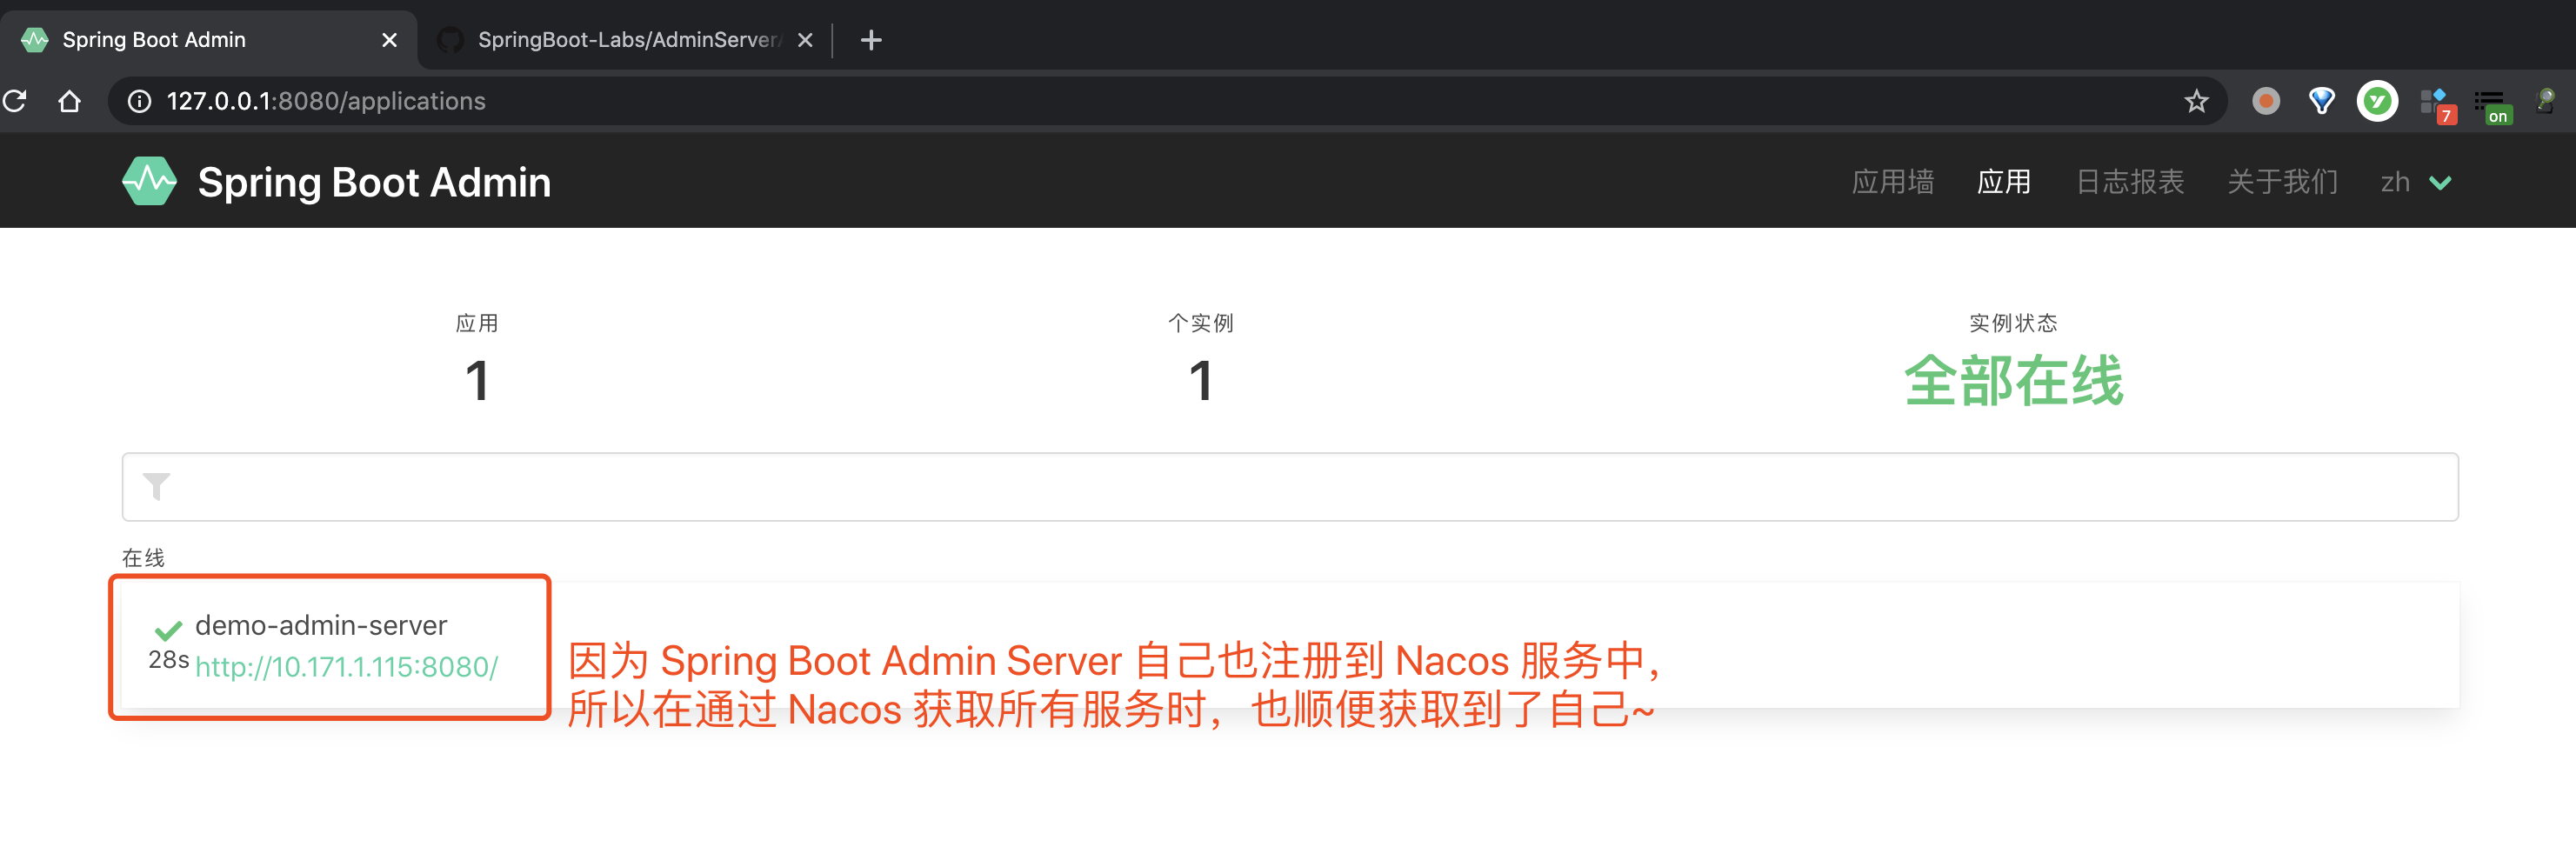 Spring Boot Admin
SpringBoot-Labs/AdminServer
127.0.0.1:8080/applications
7
on
Spring Boot Admin
应用墙 应用 日志报表 关于我们 zh
应用 个实例 实例状态
1 1 全部在线
在线
demo-admin-server
28s http://10.171.1.115:8080/
因为 Spring Boot Admin Server 自己也注册到 Nacos 服务中，
所以在通过 Nacos 获取所有服务时，也顺便获取到了自己~